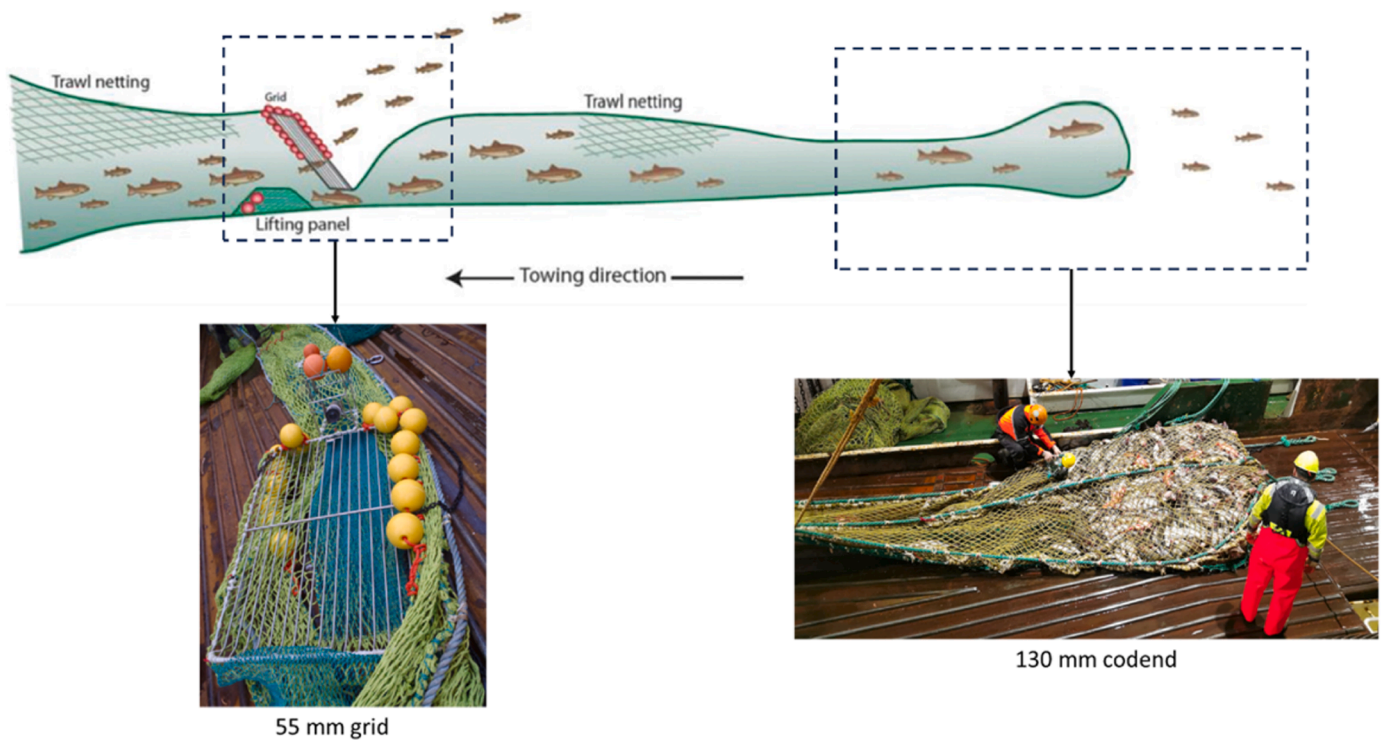 Trawl netting
Grid
Trawl netting
Lifting panel
Towing direction
55 mm grid
130 mm codend